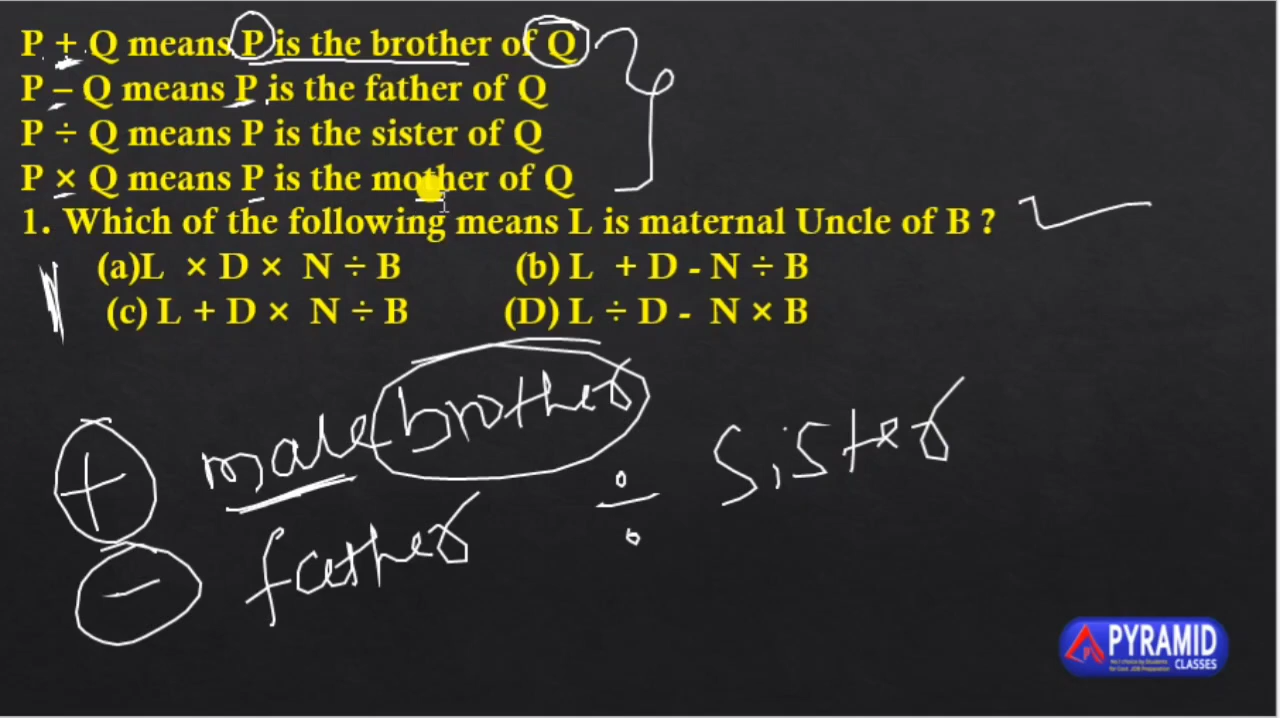 P + Q means P is the brother of Q
P – Q means P is the father of Q
P ÷ Q means P is the sister of Q
P × Q means P is the mother of Q
1. Which of the following means L is maternal Uncle of B ?
(a)L × D × N ÷ B (b) L + D - N ÷ B
(c) L + D × N ÷ B (D) L ÷ D - N × B
+ male brother ÷ sister
– father
PYRAMID
CLASSES